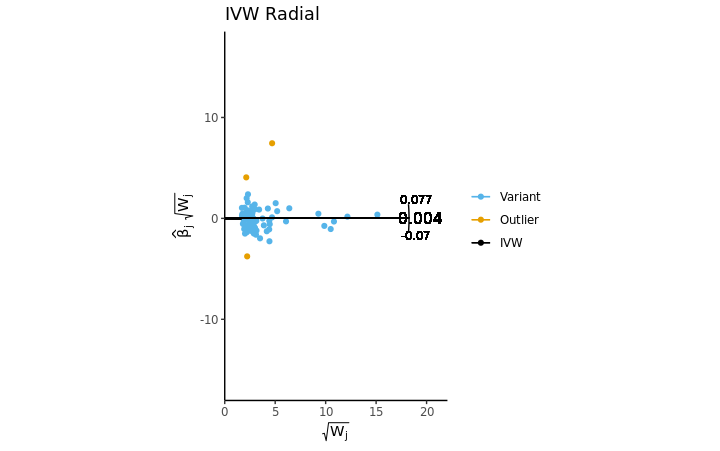 IVW Radial
10
0
-10
β̂j √Wj
0.077
0.004
-0.07
Variant
Outlier
IVW
0 5 10 15 20
√Wj